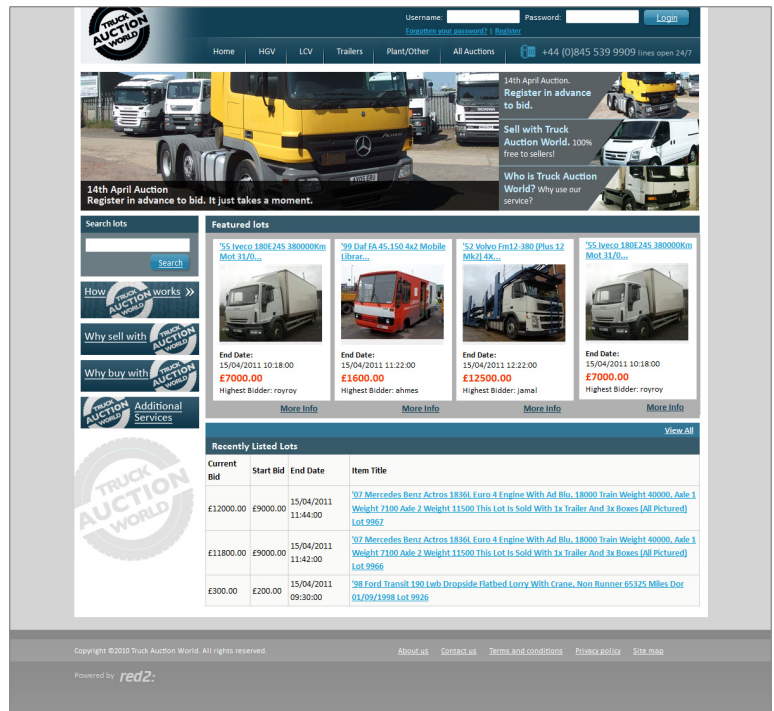 TRUCK
AUCTION
WORLD
Username: Password: Login
Forgotten your password? | Register
Home HGV LCV Trailers Plant/Other All Auctions +44 (0)845 539 9909 lines open 24/7
14th April Auction.
Register in advance
to bid.
Sell with Truck
Auction World. 100%
free to sellers!
Who is Truck Auction
World? Why use our
service?
14th April Auction
Register in advance to bid. It just takes a moment.
Search lots
Search
How TRUCK AUCTION WORLD works »
Why sell with TRUCK AUCTION WORLD
Why buy with TRUCK AUCTION WORLD
TRUCK AUCTION WORLD Additional
Services
TRUCK
AUCTION
WORLD
Featured lots
'55 Iveco 180E24S 380000Km
Mot 31/0...
End Date:
15/04/2011 10:18:00
£7000.00
Highest Bidder: royroy
More Info
'99 Daf FA 45.150 4x2 Mobile
Librar...
End Date:
15/04/2011 11:22:00
£1600.00
Highest Bidder: ahmes
More Info
'52 Volvo Fm12-380 (Plus 12
Mk2) 4X...
End Date:
15/04/2011 12:22:00
£12500.00
Highest Bidder: jamal
More Info
'55 Iveco 180E24S 380000Km
Mot 31/0...
End Date:
15/04/2011 10:18:00
£7000.00
Highest Bidder: royroy
More Info
View All
Recently Listed Lots
Current
Bid Start Bid End Date Item Title
£12000.00 £9000.00 15/04/2011
11:44:00
'07 Mercedes Benz Actros 1836L Euro 4 Engine With Ad Blu, 18000 Train Weight 40000, Axle 1
Weight 7100 Axle 2 Weight 11500 This Lot Is Sold With 1x Trailer And 3x Boxes (All Pictured)
Lot 9967
£11800.00 £9000.00 15/04/2011
11:42:00
'07 Mercedes Benz Actros 1836L Euro 4 Engine With Ad Blu, 18000 Train Weight 40000, Axle 1
Weight 7100 Axle 2 Weight 11500 This Lot Is Sold With 1x Trailer And 3x Boxes (All Pictured)
Lot 9966
£300.00 £200.00 15/04/2011
09:30:00
'98 Ford Transit 190 Lwb Dropside Flatbed Lorry With Crane, Non Runner 65325 Miles Dor
01/09/1998 Lot 9926
Copyright ©2010 Truck Auction World. All rights reserved. About us Contact us Terms and conditions Privacy policy Site map
Powered by red2: